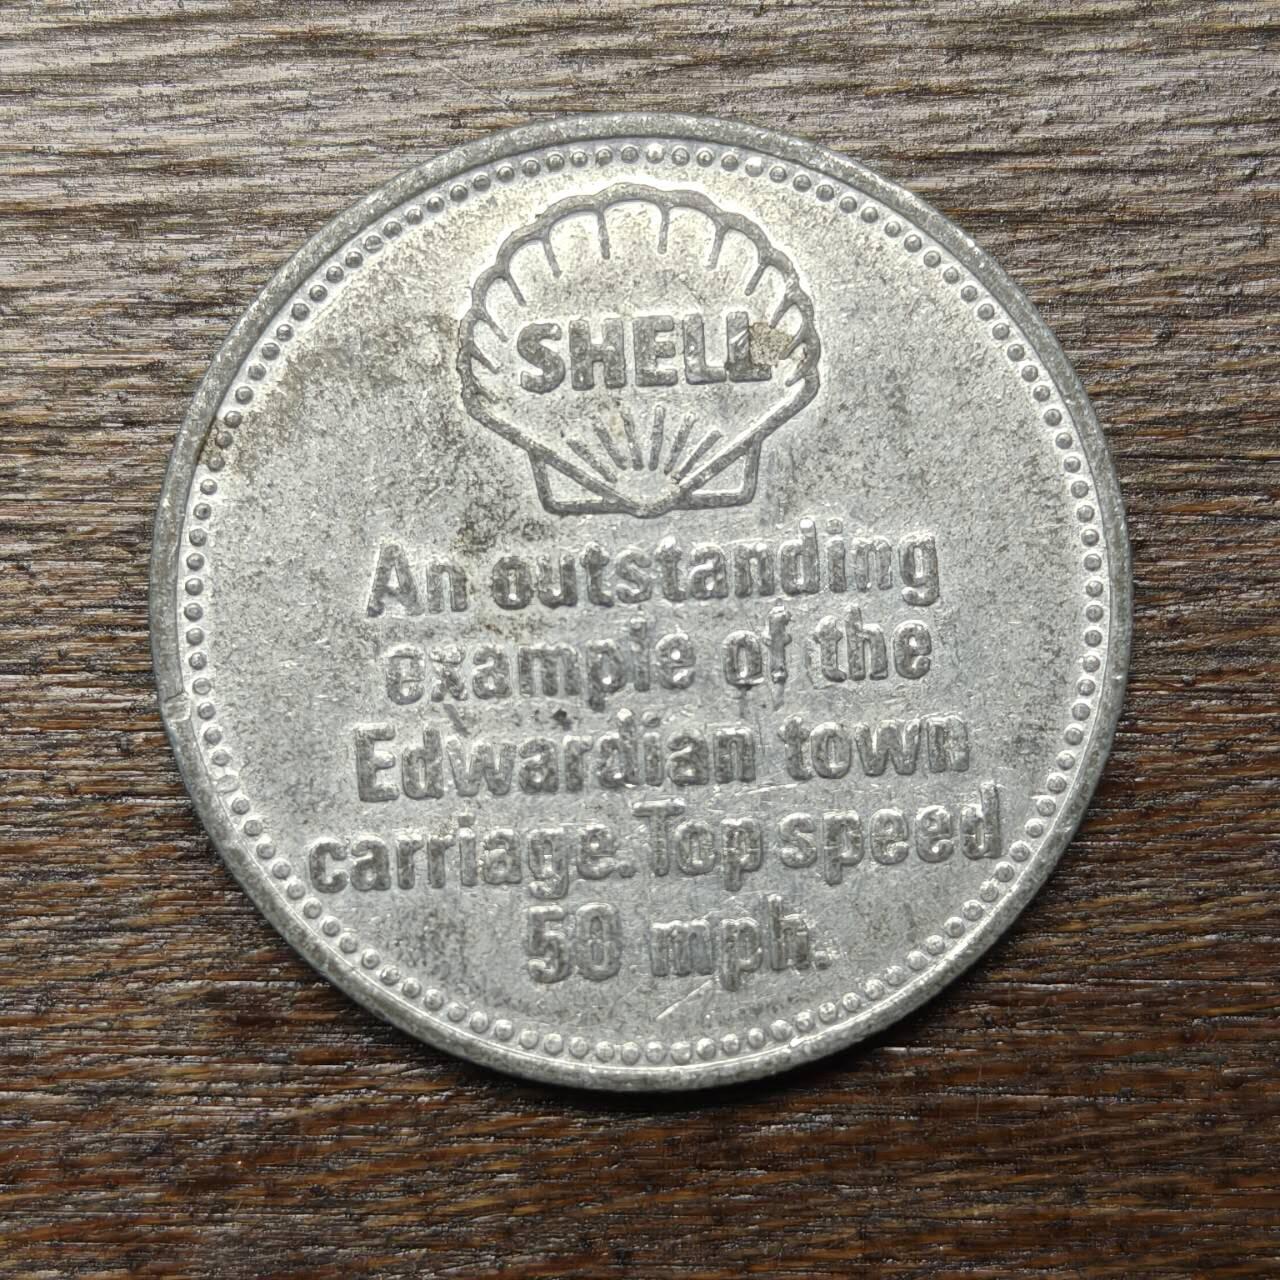 SHELL
An outstanding
example of the
Edwardian town
carriage. Top speed
50 mph.